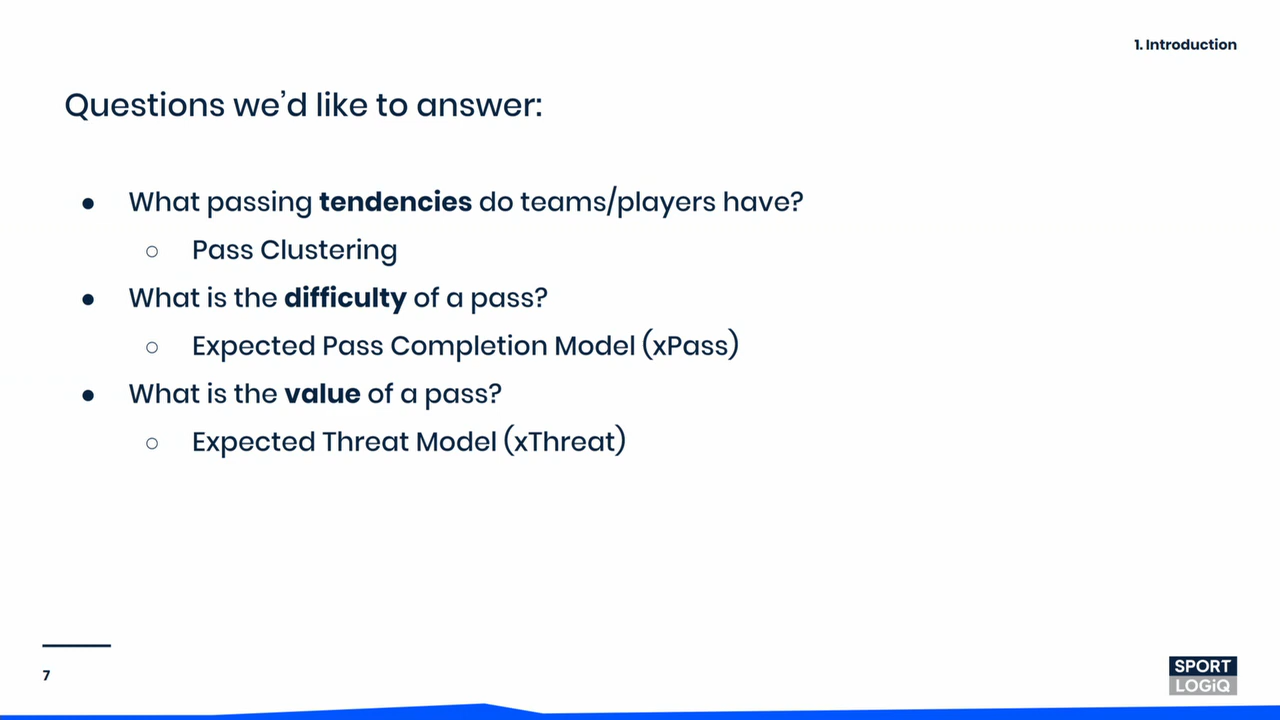 1. Introduction
Questions we’d like to answer:
● What passing tendencies do teams/players have?
○ Pass Clustering
● What is the difficulty of a pass?
○ Expected Pass Completion Model (xPass)
● What is the value of a pass?
○ Expected Threat Model (xThreat)
7
SPORT
LOGiQ